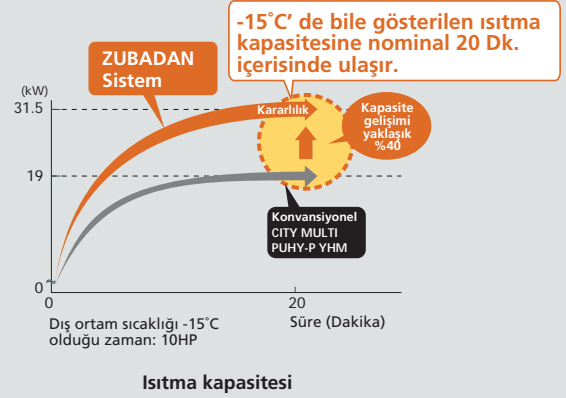 -15˚C’ de bile gösterilen ısıtma
kapasitesine nominal 20 Dk.
içerisinde ulaşır.
ZUBADAN
Sistem
(kW)
31.5
Kararlılık
Kapasite
gelişimi
yaklaşık
%40
19
Konvansiyonel
CITY MULTI
PUHY-P YHM
0
0
20
Dış ortam sıcaklığı -15˚C
olduğu zaman: 10HP
Süre (Dakika)
Isıtma kapasitesi